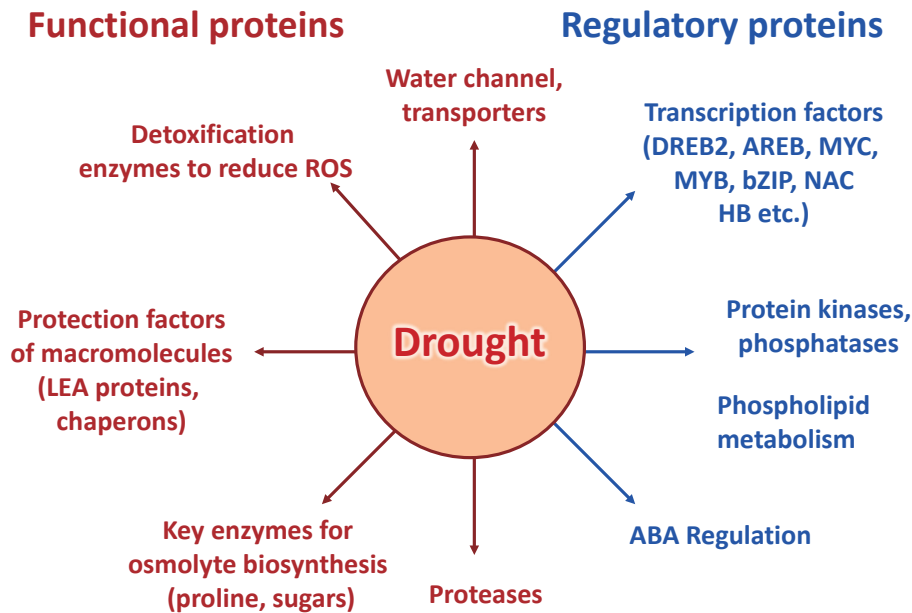 Functional proteins
Regulatory proteins
Water channel,
transporters
Detoxification
enzymes to reduce ROS
Transcription factors
(DREB2, AREB, MYC,
MYB, bZIP, NAC
HB etc.)
Protection factors
of macromolecules
(LEA proteins,
chaperons)
Drought
Protein kinases,
phosphatases
Phospholipid
metabolism
Key enzymes for
osmolyte biosynthesis
(proline, sugars)
Proteases
ABA Regulation